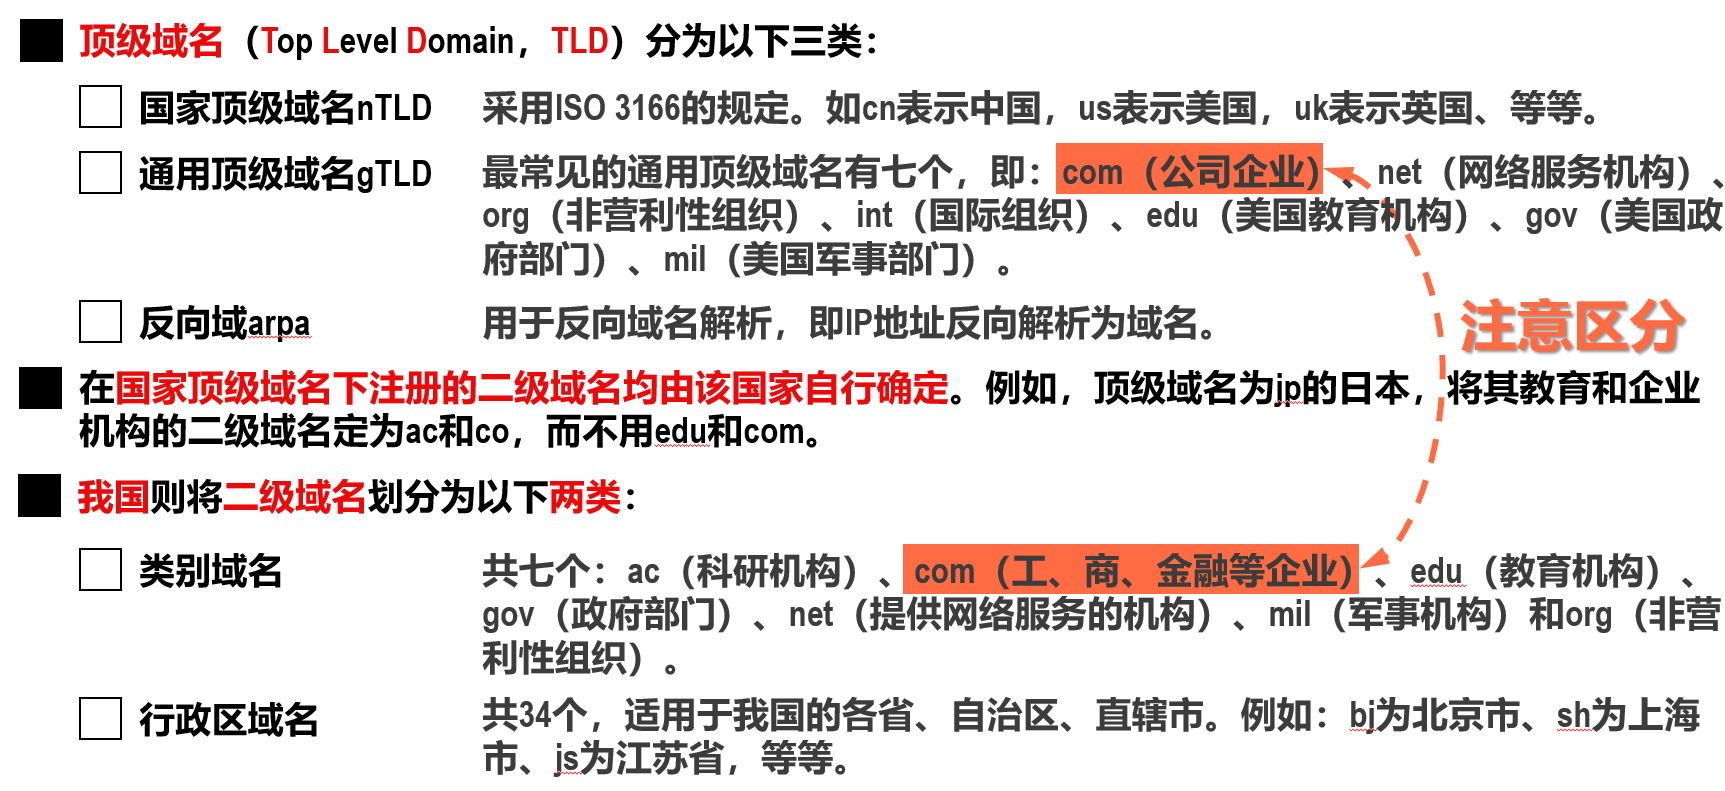 顶级域名（Top Level Domain，TLD）分为以下三类：
国家顶级域名nTLD 采用ISO 3166的规定。如cn表示中国，us表示美国，uk表示英国、等等。
通用顶级域名gTLD 最常见的通用顶级域名有七个，即：com（公司企业）、net（网络服务机构）、
org（非营利性组织）、int（国际组织）、edu（美国教育机构）、gov（美国政
府部门）、mil（美国军事部门）。
反向域arpa 用于反向域名解析，即IP地址反向解析为域名。
注意区分
在国家顶级域名下注册的二级域名均由该国家自行确定。例如，顶级域名为jp的日本，将其教育和企业
机构的二级域名定为ac和co，而不用edu和com。
我国则将二级域名划分为以下两类：
类别域名 共七个：ac（科研机构）、com（工、商、金融等企业）、edu（教育机构）、
gov（政府部门）、net（提供网络服务的机构）、mil（军事机构）和org（非营
利性组织）。
行政区域名 共34个，适用于我国的各省、自治区、直辖市。例如：bj为北京市、sh为上海
市、js为江苏省，等等。